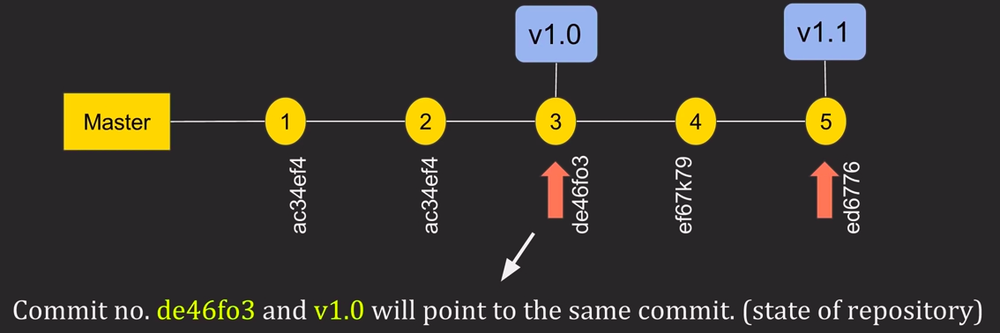 v1.0
v1.1
Master
1
2
3
4
5
ac34ef4
ac34ef4
de46fo3
ef67k79
ed6776
Commit no. de46fo3 and v1.0 will point to the same commit. (state of repository)